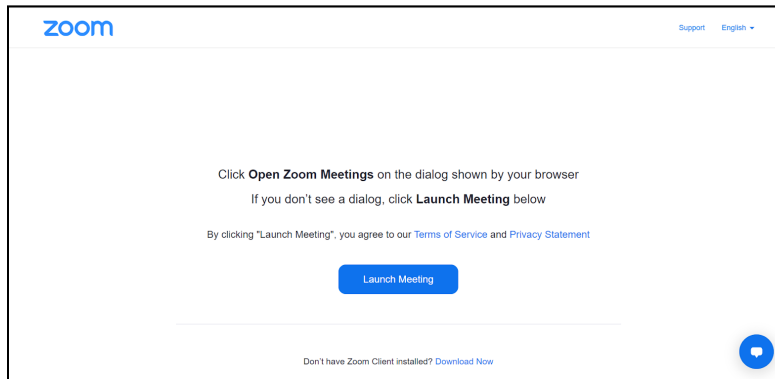 zoom
Support English
Click Open Zoom Meetings on the dialog shown by your browser
If you don't see a dialog, click Launch Meeting below
By clicking "Launch Meeting", you agree to our Terms of Service and Privacy Statement
Launch Meeting
Don't have Zoom Client installed? Download Now